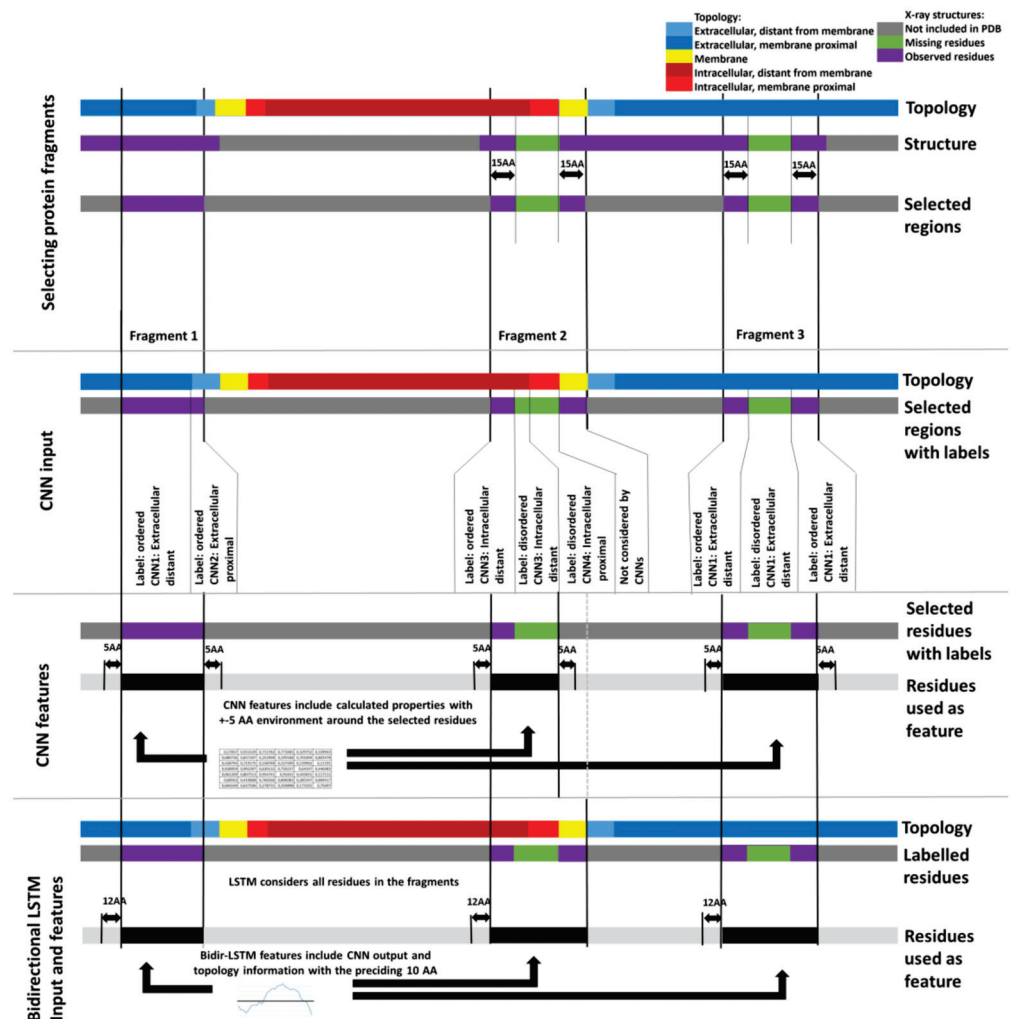 Topology:
Extracellular, distant from membrane
Extracellular, membrane proximal
Membrane
Intracellular, distant from membrane
Intracellular, membrane proximal
X-ray structures:
Not included in PDB
Missing residues
Observed residues
Selecting protein fragments
Topology
Structure
15AA
15AA
15AA
15AA
Selected
regions
Fragment 1
Fragment 2
Fragment 3
CNN input
Topology
Selected
regions
with labels
Label: ordered
CNN1: Extracellular
distant
Label: ordered
CNN2: Extracellular
proximal
Label: ordered
CNN3: Intracellular
distant
Label: disordered
CNN3: Intracellular
distant
Label: disordered
CNN4: Intracellular
proximal
Not considered by
CNNs
Label: ordered
CNN1: Extracellular
distant
Label: disordered
CNN1: Extracellular
distant
Label: ordered
CNN1: Extracellular
distant
CNN features
Selected
residues
with labels
5AA
5AA
5AA
5AA
5AA
5AA
Residues
used as
feature
CNN features include calculated properties with
+-5 AA environment around the selected residues
Bidirectional LSTM
Input and features
Topology
Labelled
residues
LSTM considers all residues in the fragments
12AA
12AA
12AA
Residues
used as
feature
Bidir-LSTM features include CNN output and
topology information with the preciding 10 AA